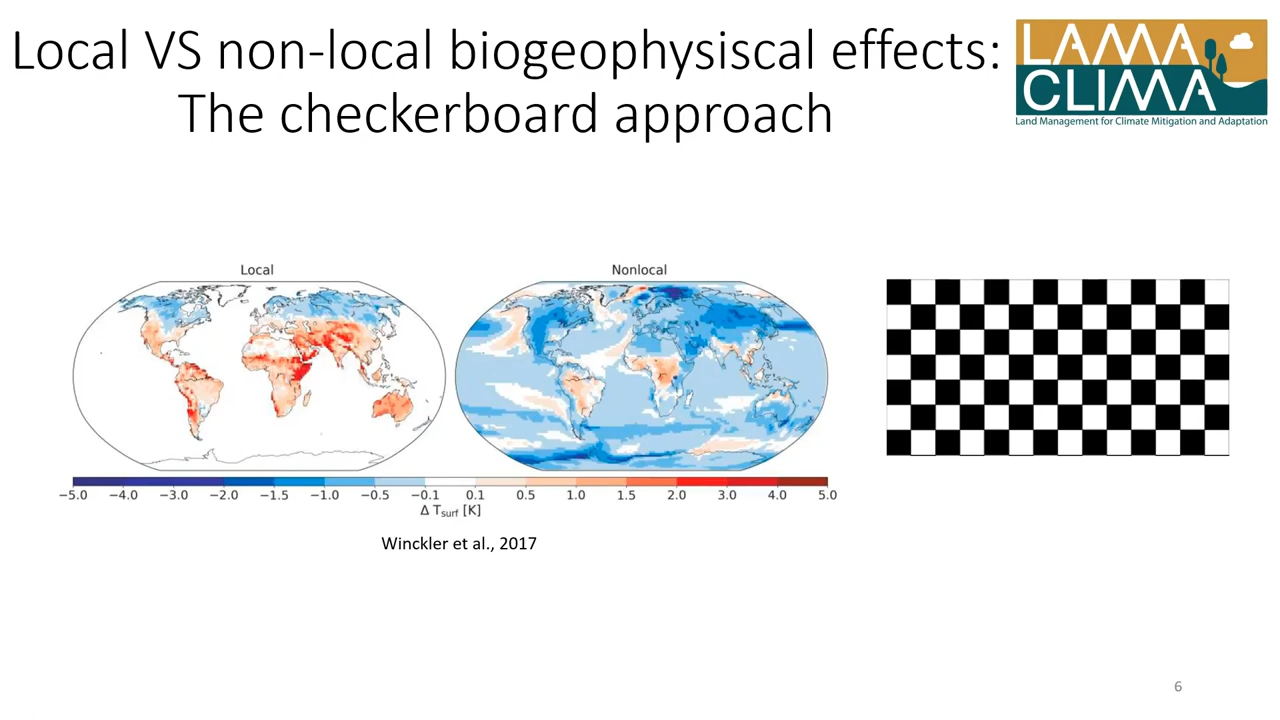 Local VS non-local biogeophysiscal effects:
The checkerboard approach
LAMA
CLIMA
Land Management for Climate Mitigation and Adaptation
Local
Nonlocal
−5.0 −4.0 −3.0 −2.0 −1.5 −1.0 −0.5 −0.1 0.1 0.5 1.0 1.5 2.0 3.0 4.0 5.0
Δ Tsurf [K]
Winckler et al., 2017
6